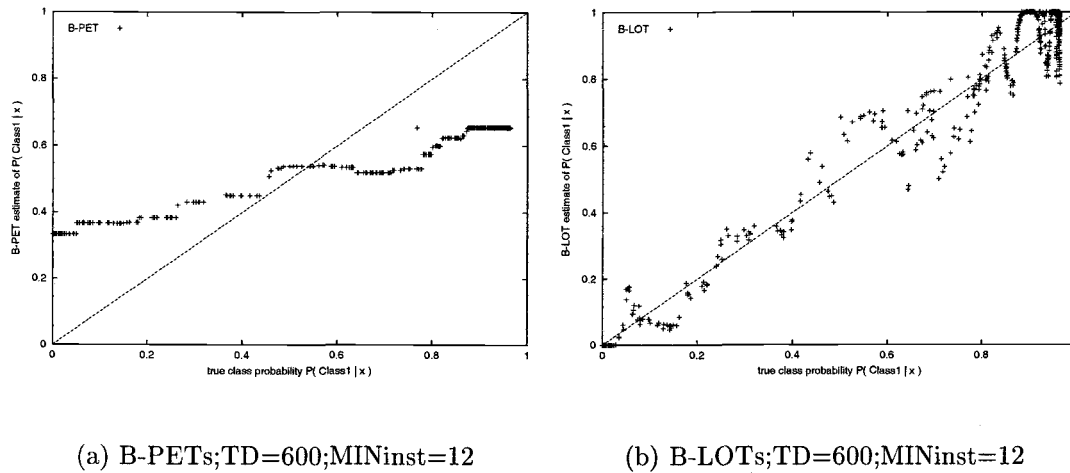 B-PET
B-PET estimate of P( Class1 | x )
1
0.8
0.6
0.4
0.2
0
0
0.2
0.4
0.6
0.8
1
true class probability P( Class1 | x )
(a) B-PETs;TD=600;MINinst=12
B-LOT
B-LOT estimate of P( Class1 | x )
1
0.8
0.6
0.4
0.2
0
0
0.2
0.4
0.6
0.8
true class probability P( Class1 | x )
(b) B-LOTs;TD=600;MINinst=12